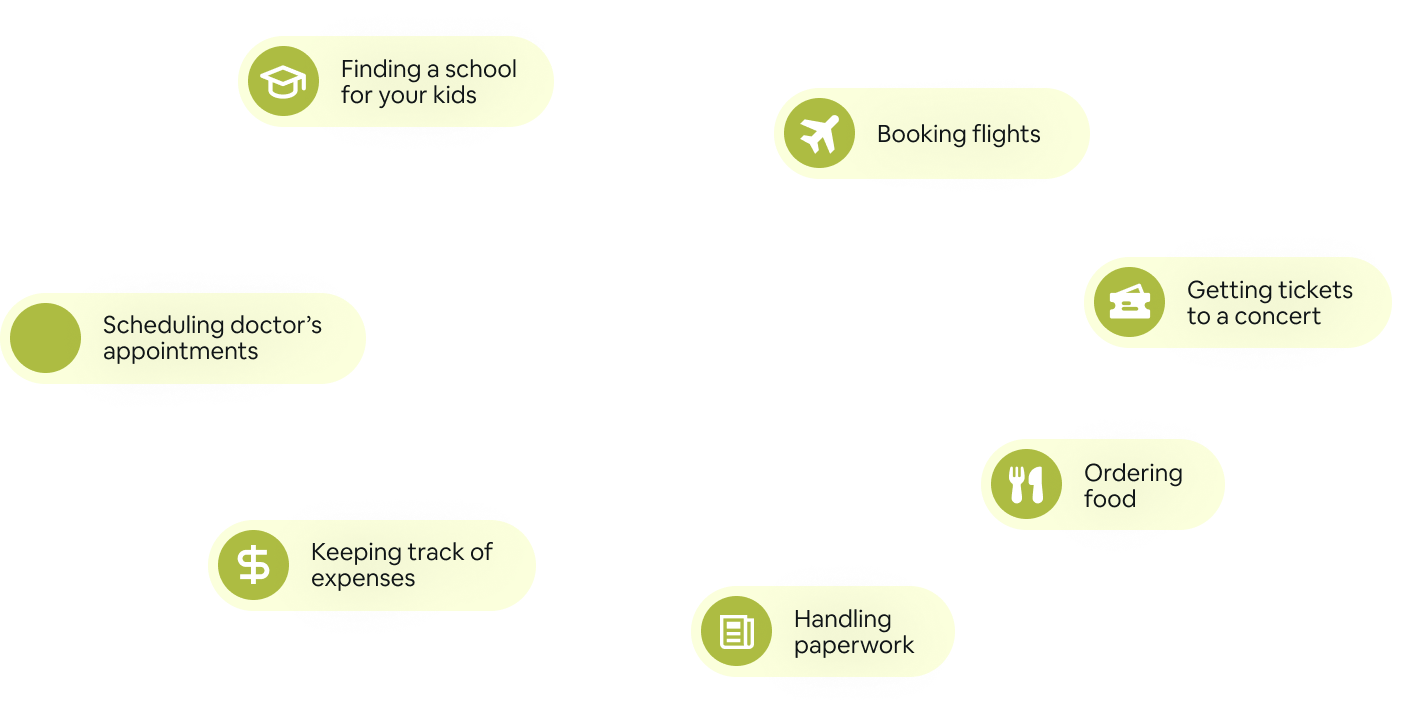 Finding a school
for your kids
Booking flights
Getting tickets
to a concert
Scheduling doctor’s
appointments
Ordering
food
Keeping track of
expenses
Handling
paperwork